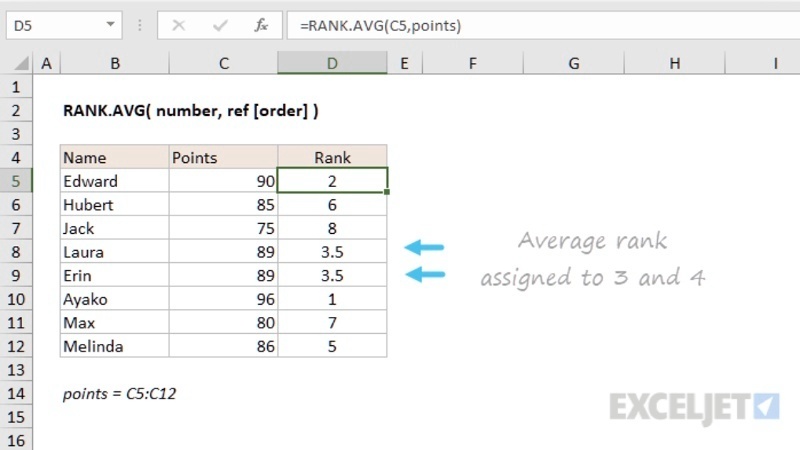 D5 fx =RANK.AVG(C5,points)
A B C D E F G H I
1
2 RANK.AVG( number, ref [order] )
3
4 Name Points Rank
5 Edward 90 2
6 Hubert 85 6
7 Jack 75 8
8 Laura 89 3.5
9 Erin 89 3.5
10 Ayako 96 1
11 Max 80 7
12 Melinda 86 5
Average rank
assigned to 3 and 4
13
14 points = C5:C12
15
16
EXCELJET